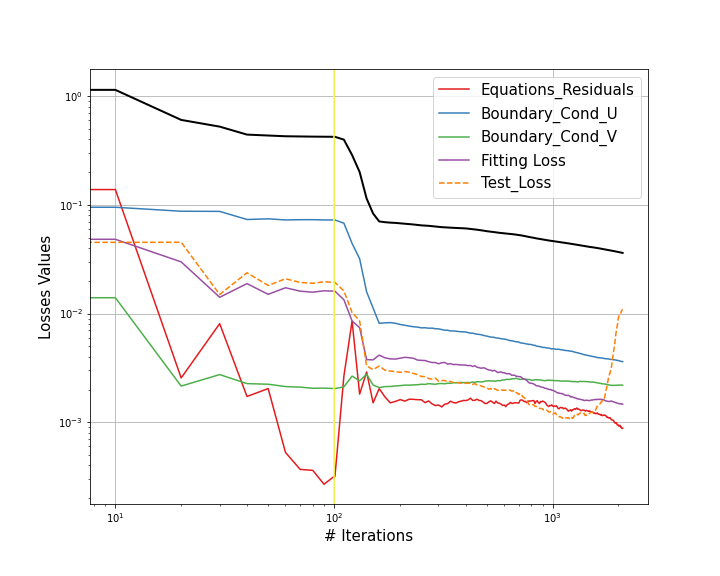 10⁰
10⁻¹
10⁻²
10⁻³
Losses Values
Equations_Residuals
Boundary_Cond_U
Boundary_Cond_V
Fitting Loss
Test_Loss
10¹
10²
10³
# Iterations